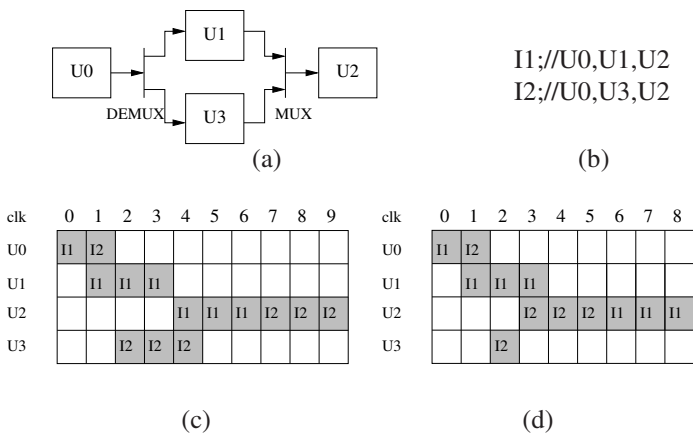 U0
U1
U3
U2
DEMUX
MUX
(a)
I1;//U0,U1,U2
I2;//U0,U3,U2
(b)
clk 0 1 2 3 4 5 6 7 8 9
U0 I1 I2
U1 I1 I1 I1
U2 I1 I1 I1 I2 I2 I2
U3 I2 I2 I2
(c)
clk 0 1 2 3 4 5 6 7 8
U0 I1 I2
U1 I1 I1 I1
U2 I2 I2 I2 I1 I1 I1
U3 I2
(d)